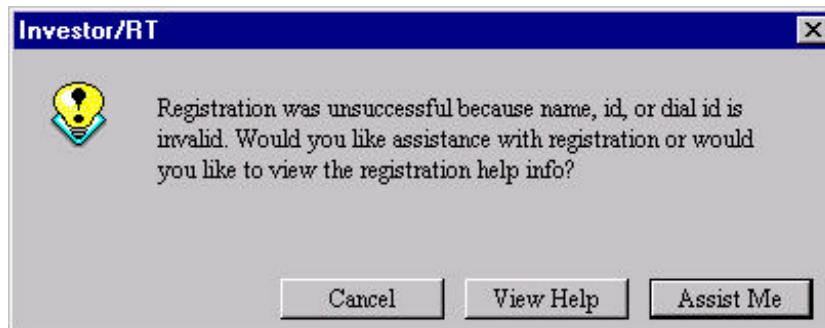 Investor/RT
Registration was unsuccessful because name, id, or dial id is
invalid. Would you like assistance with registration or would
you like to view the registration help info?
Cancel View Help Assist Me